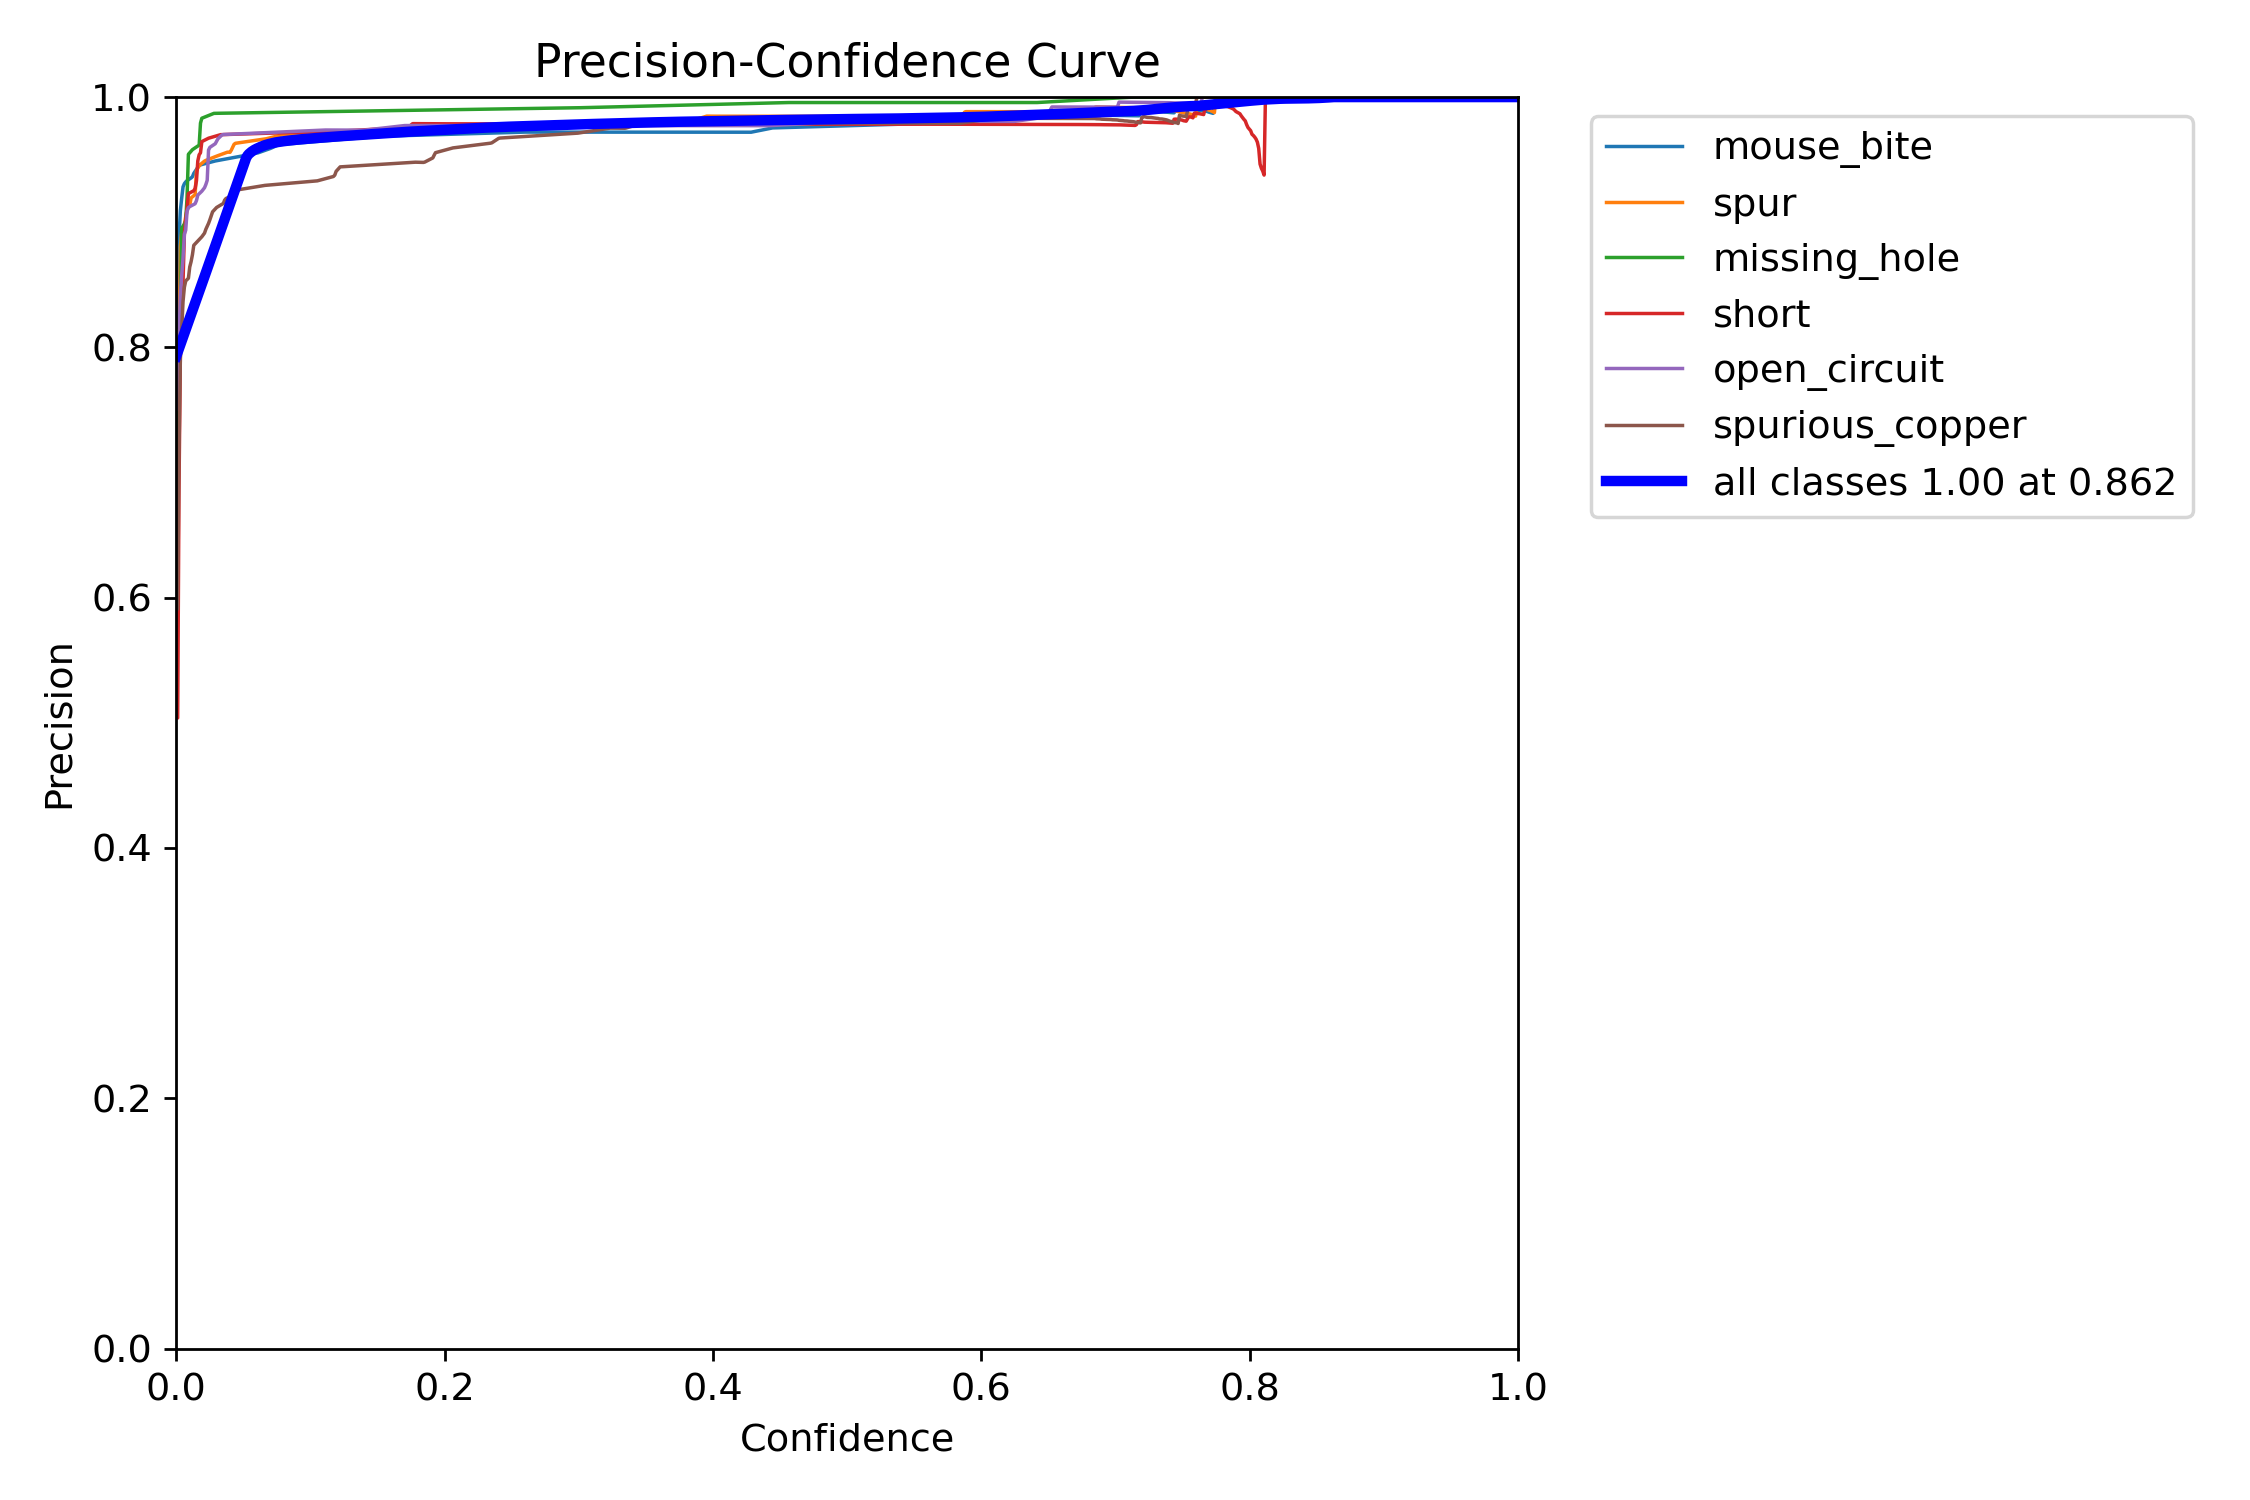 Precision-Confidence Curve
1.0
0.8
0.6
0.4
0.2
0.0
Precision
0.0 0.2 0.4 0.6 0.8 1.0
Confidence
mouse_bite
spur
missing_hole
short
open_circuit
spurious_copper
all classes 1.00 at 0.862